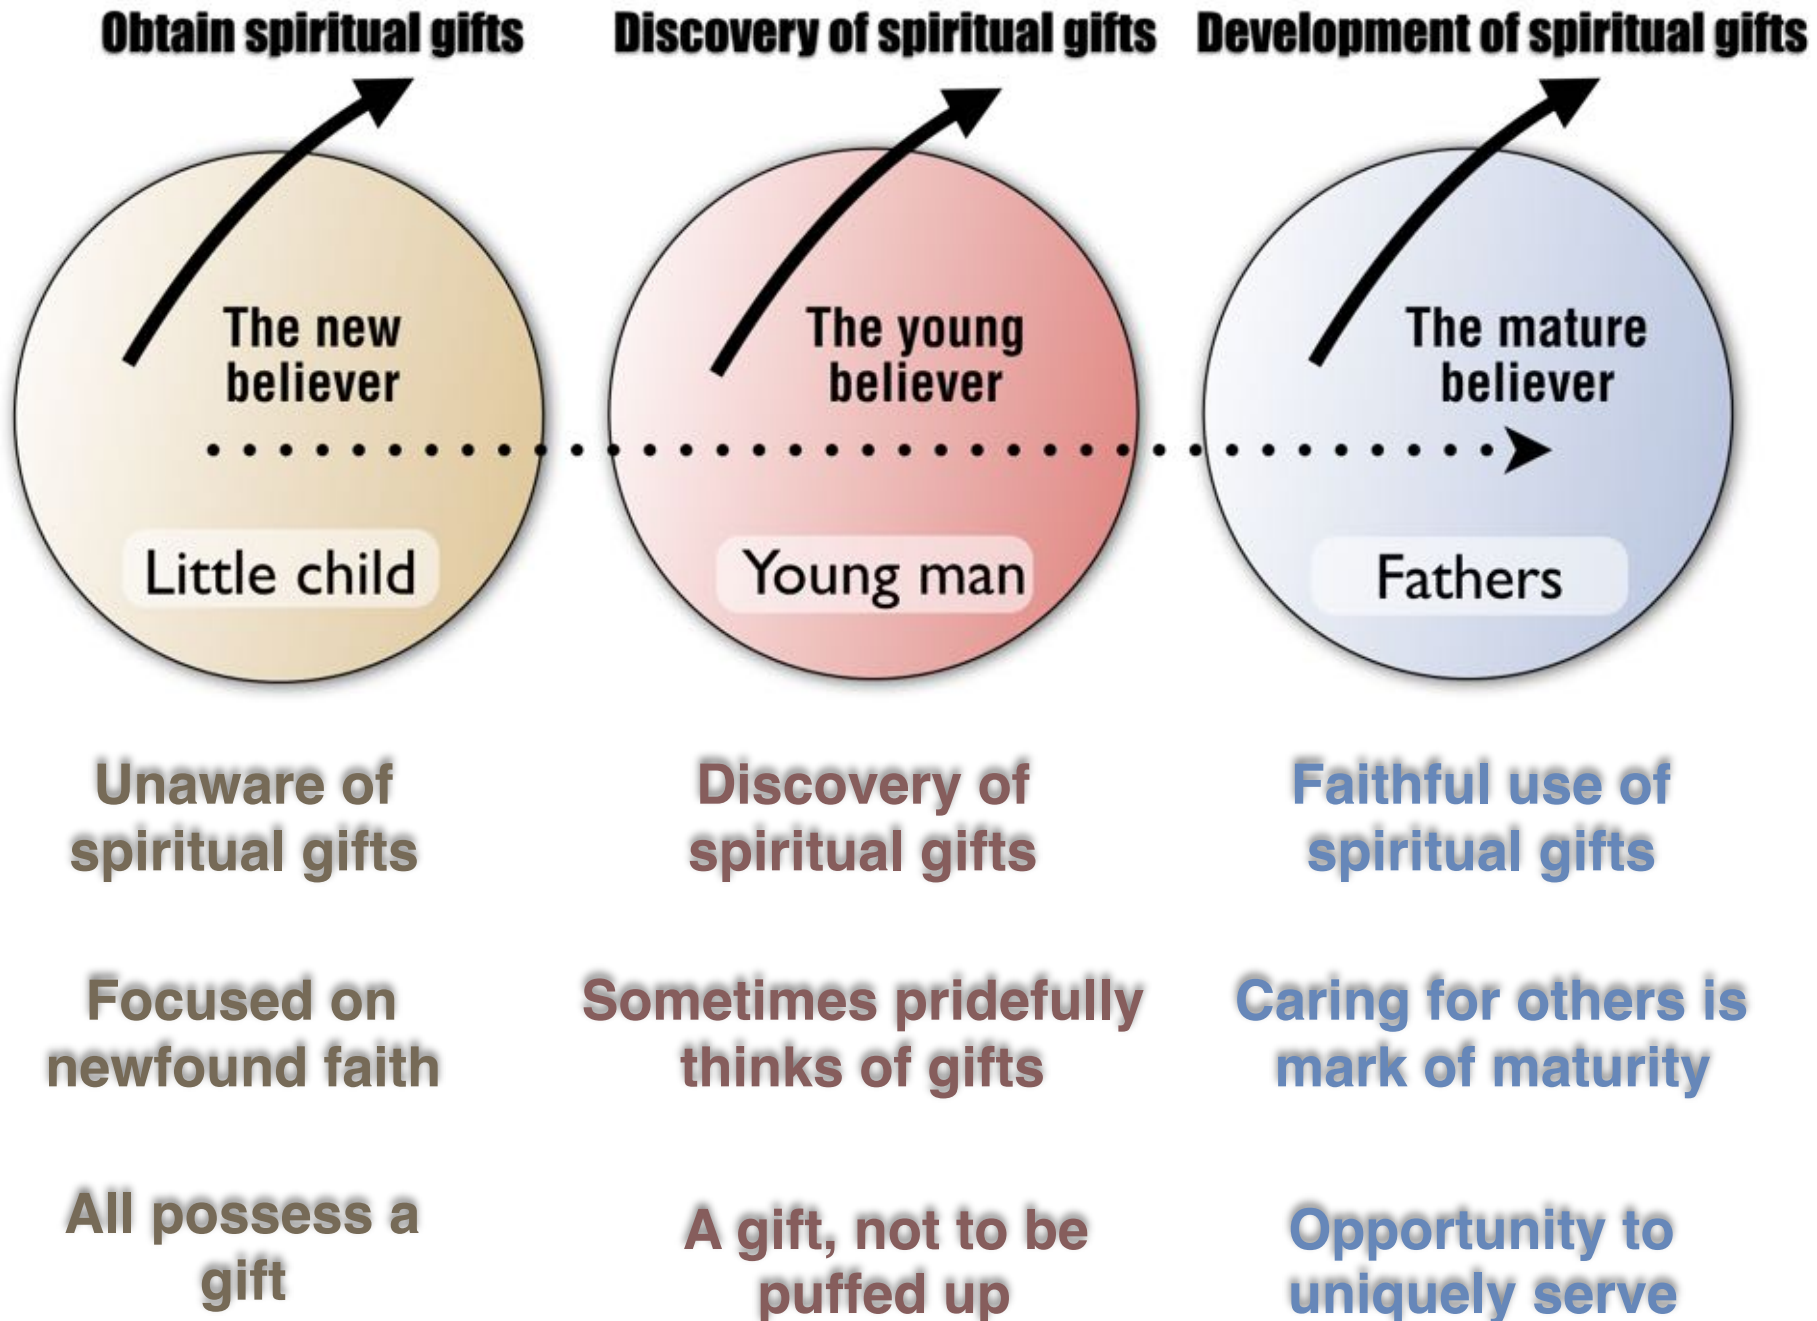 Obtain spiritual gifts
Discovery of spiritual gifts
Development of spiritual gifts
The new
believer
Little child
The young
believer
Young man
The mature
believer
Fathers
Unaware of
spiritual gifts
Discovery of
spiritual gifts
Faithful use of
spiritual gifts
Focused on
newfound faith
Sometimes pridefully
thinks of gifts
Caring for others is
mark of maturity
All possess a
gift
A gift, not to be
puffed up
Opportunity to
uniquely serve